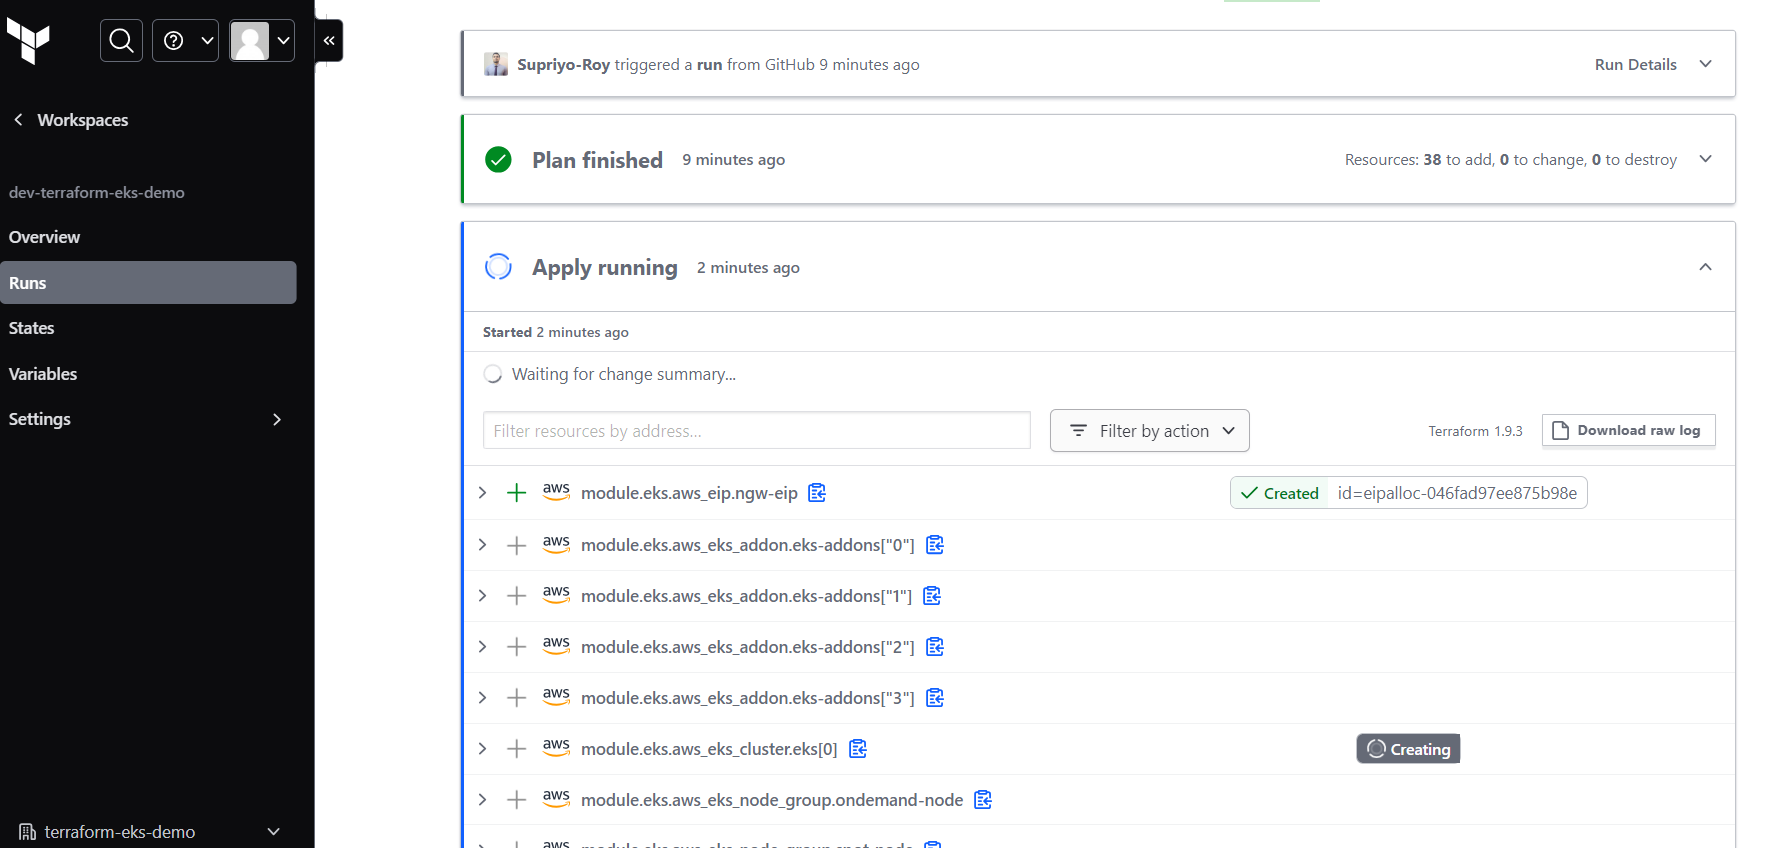 Workspaces
dev-terraform-eks-demo
Overview
Runs
States
Variables
Settings
terraform-eks-demo
Supriyo-Roy triggered a run from GitHub 9 minutes ago
Run Details
Plan finished 9 minutes ago
Resources: 38 to add, 0 to change, 0 to destroy
Apply running 2 minutes ago
Started 2 minutes ago
Waiting for change summary...
Filter resources by address...
Filter by action
Terraform 1.9.3
Download raw log
aws module.eks.aws_eip.ngw-eip
Created id=eipalloc-046fad97ee875b98e
aws module.eks.aws_eks_addon.eks-addons["0"]
aws module.eks.aws_eks_addon.eks-addons["1"]
aws module.eks.aws_eks_addon.eks-addons["2"]
aws module.eks.aws_eks_addon.eks-addons["3"]
aws module.eks.aws_eks_cluster.eks[0]
Creating
aws module.eks.aws_eks_node_group.ondemand-node
aws module.eks.aws_eks_node_group.spot-node